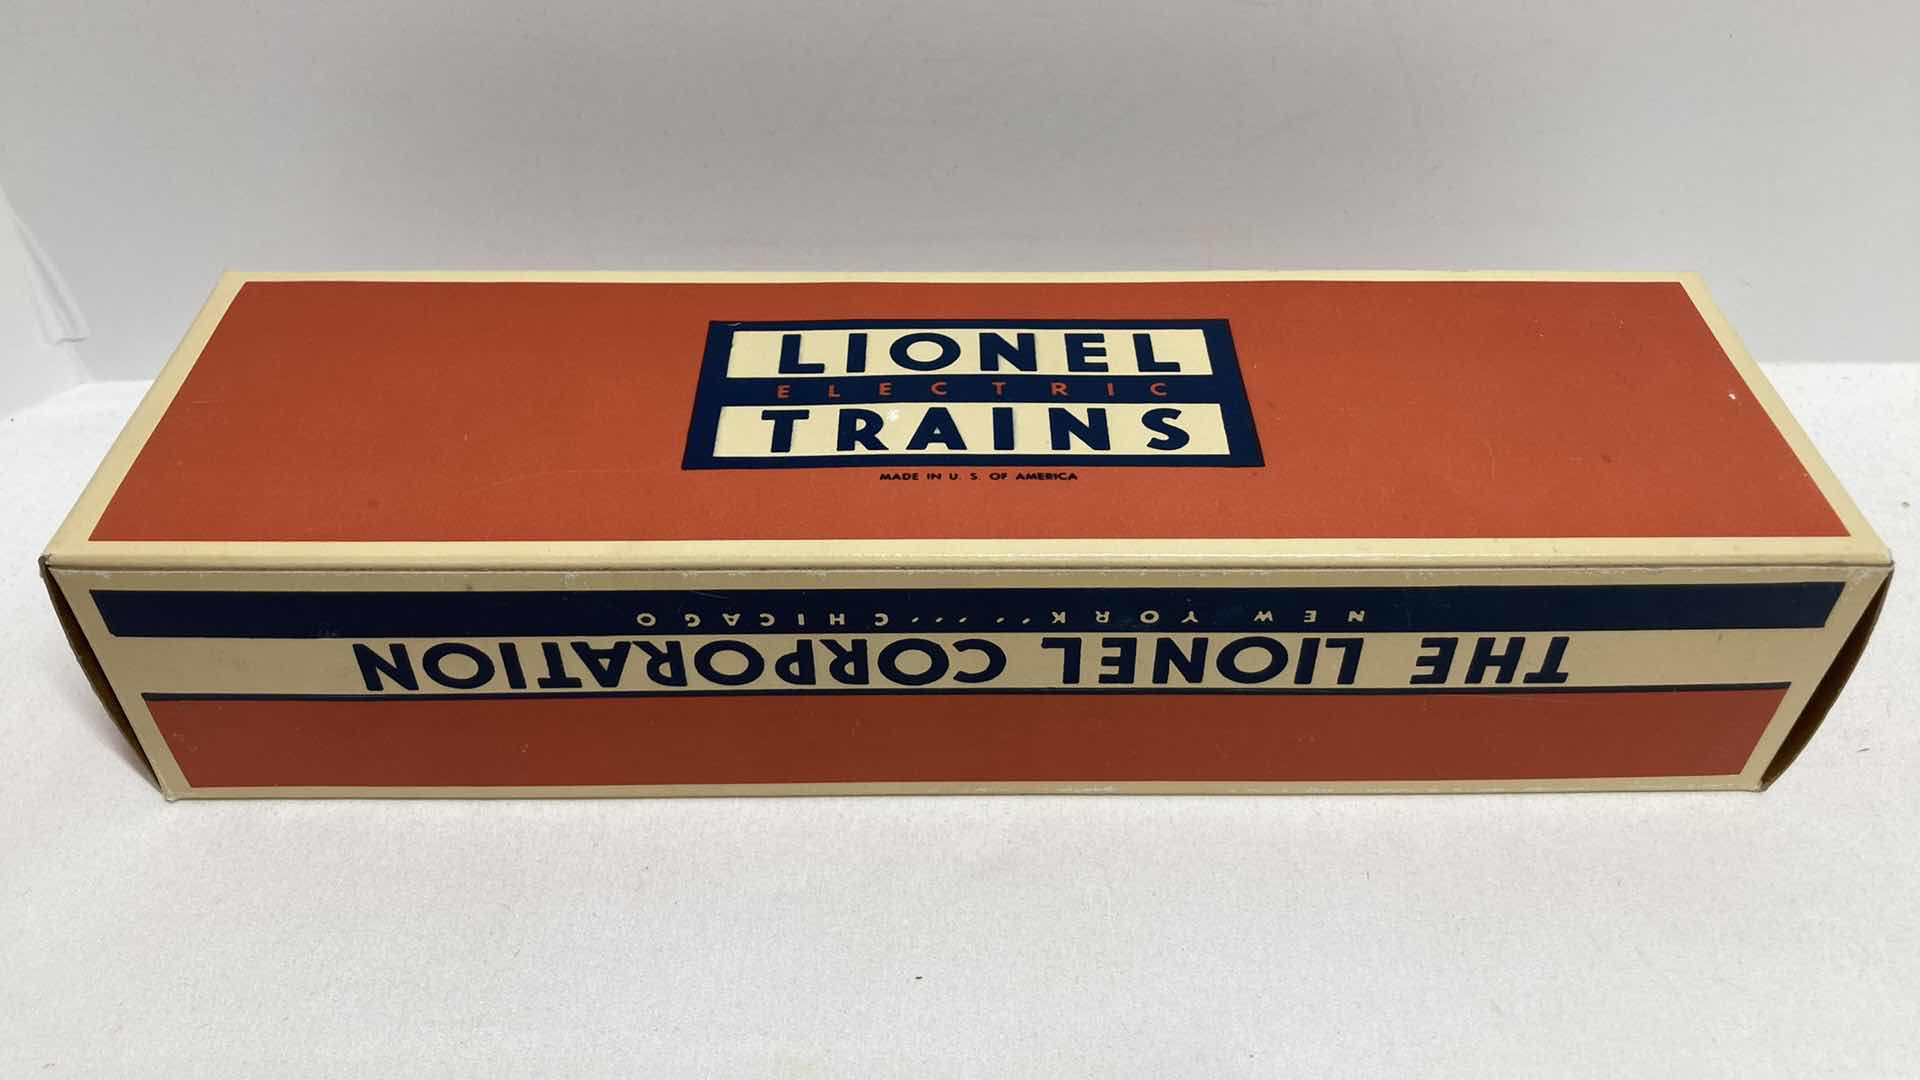 LIONEL
ELECTRIC
TRAINS
MADE IN U. S. OF AMERICA
THE LIONEL CORPORATION
NEW YORK.......CHICAGO